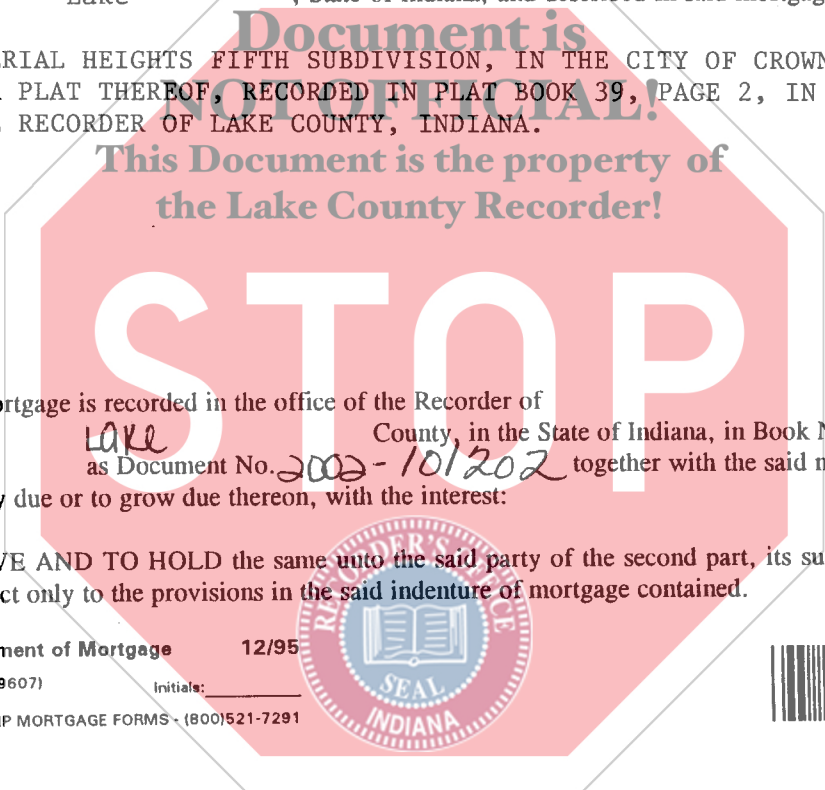 Lake , State of Indiana, and described in said mortgag
Document is
ERIAL HEIGHTS FIFTH SUBDIVISION, IN THE CITY OF CROWN
NOT OFFICIAL!
PLAT THEREOF, RECORDED IN PLAT BOOK 39, PAGE 2, IN
RECORDER OF LAKE COUNTY, INDIANA.
This Document is the property of
the Lake County Recorder!
STOP
ortgage is recorded in the office of the Recorder of
Lake County, in the State of Indiana, in Book N
as Document No. 2002-101202 together with the said n
y due or to grow due thereon, with the interest:
VE AND TO HOLD the same unto the said party of the second part, its su
ct only to the provisions in the said indenture of mortgage contained.
ment of Mortgage 12/95
9607) Initials:
MP MORTGAGE FORMS - (800)521-7291
RECORDER'S OFFICE
SEAL
INDIANA